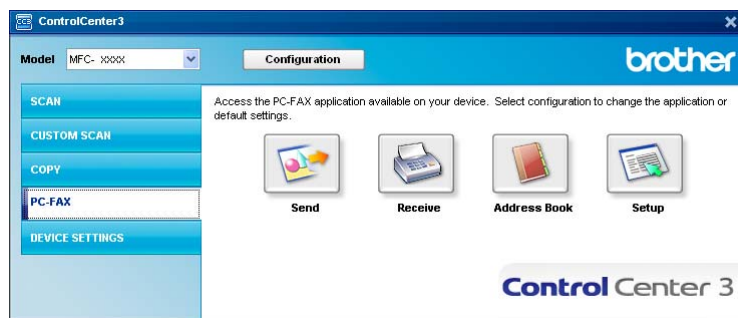 CC3 ControlCenter3
Model MFC- XXXX Configuration brother
SCAN
CUSTOM SCAN
COPY
PC-FAX
DEVICE SETTINGS
Access the PC-FAX application available on your device. Select configuration to change the application or
default settings.
Send Receive Address Book Setup
Control Center 3